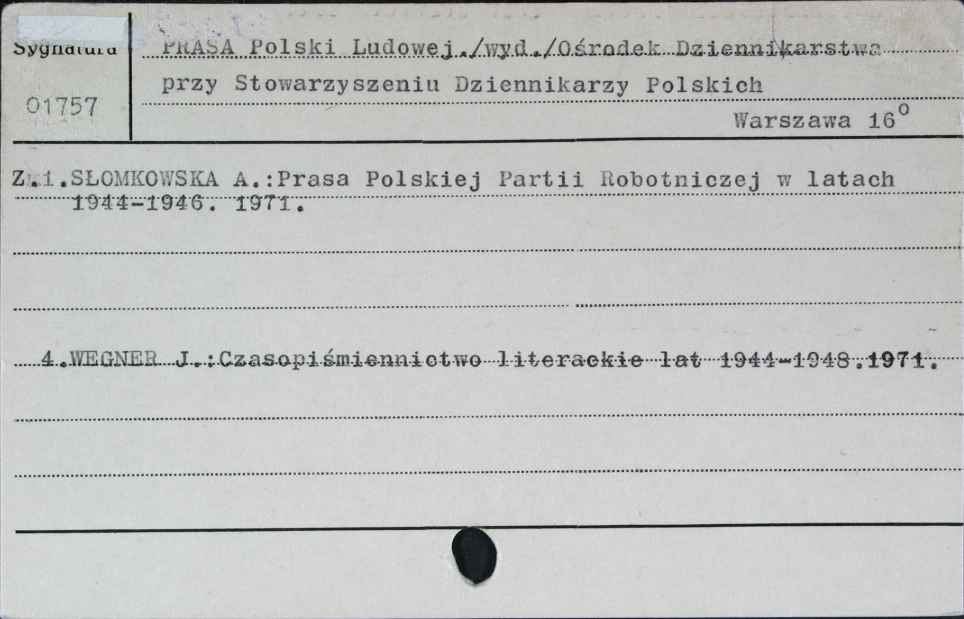 Sygnatura
01757
PRASA Polski Ludowej./wyd./Ośrodek Dziennikarstwa
przy Stowarzyszeniu Dziennikarzy Polskich
Warszawa 16⁰
Z.1.SŁOMKOWSKA A.:Prasa Polskiej Partii Robotniczej w latach
1944-1946. 1971.
4.WEGNER J.:Czasopiśmiennictwo literackie lat 1944-1948.1971.